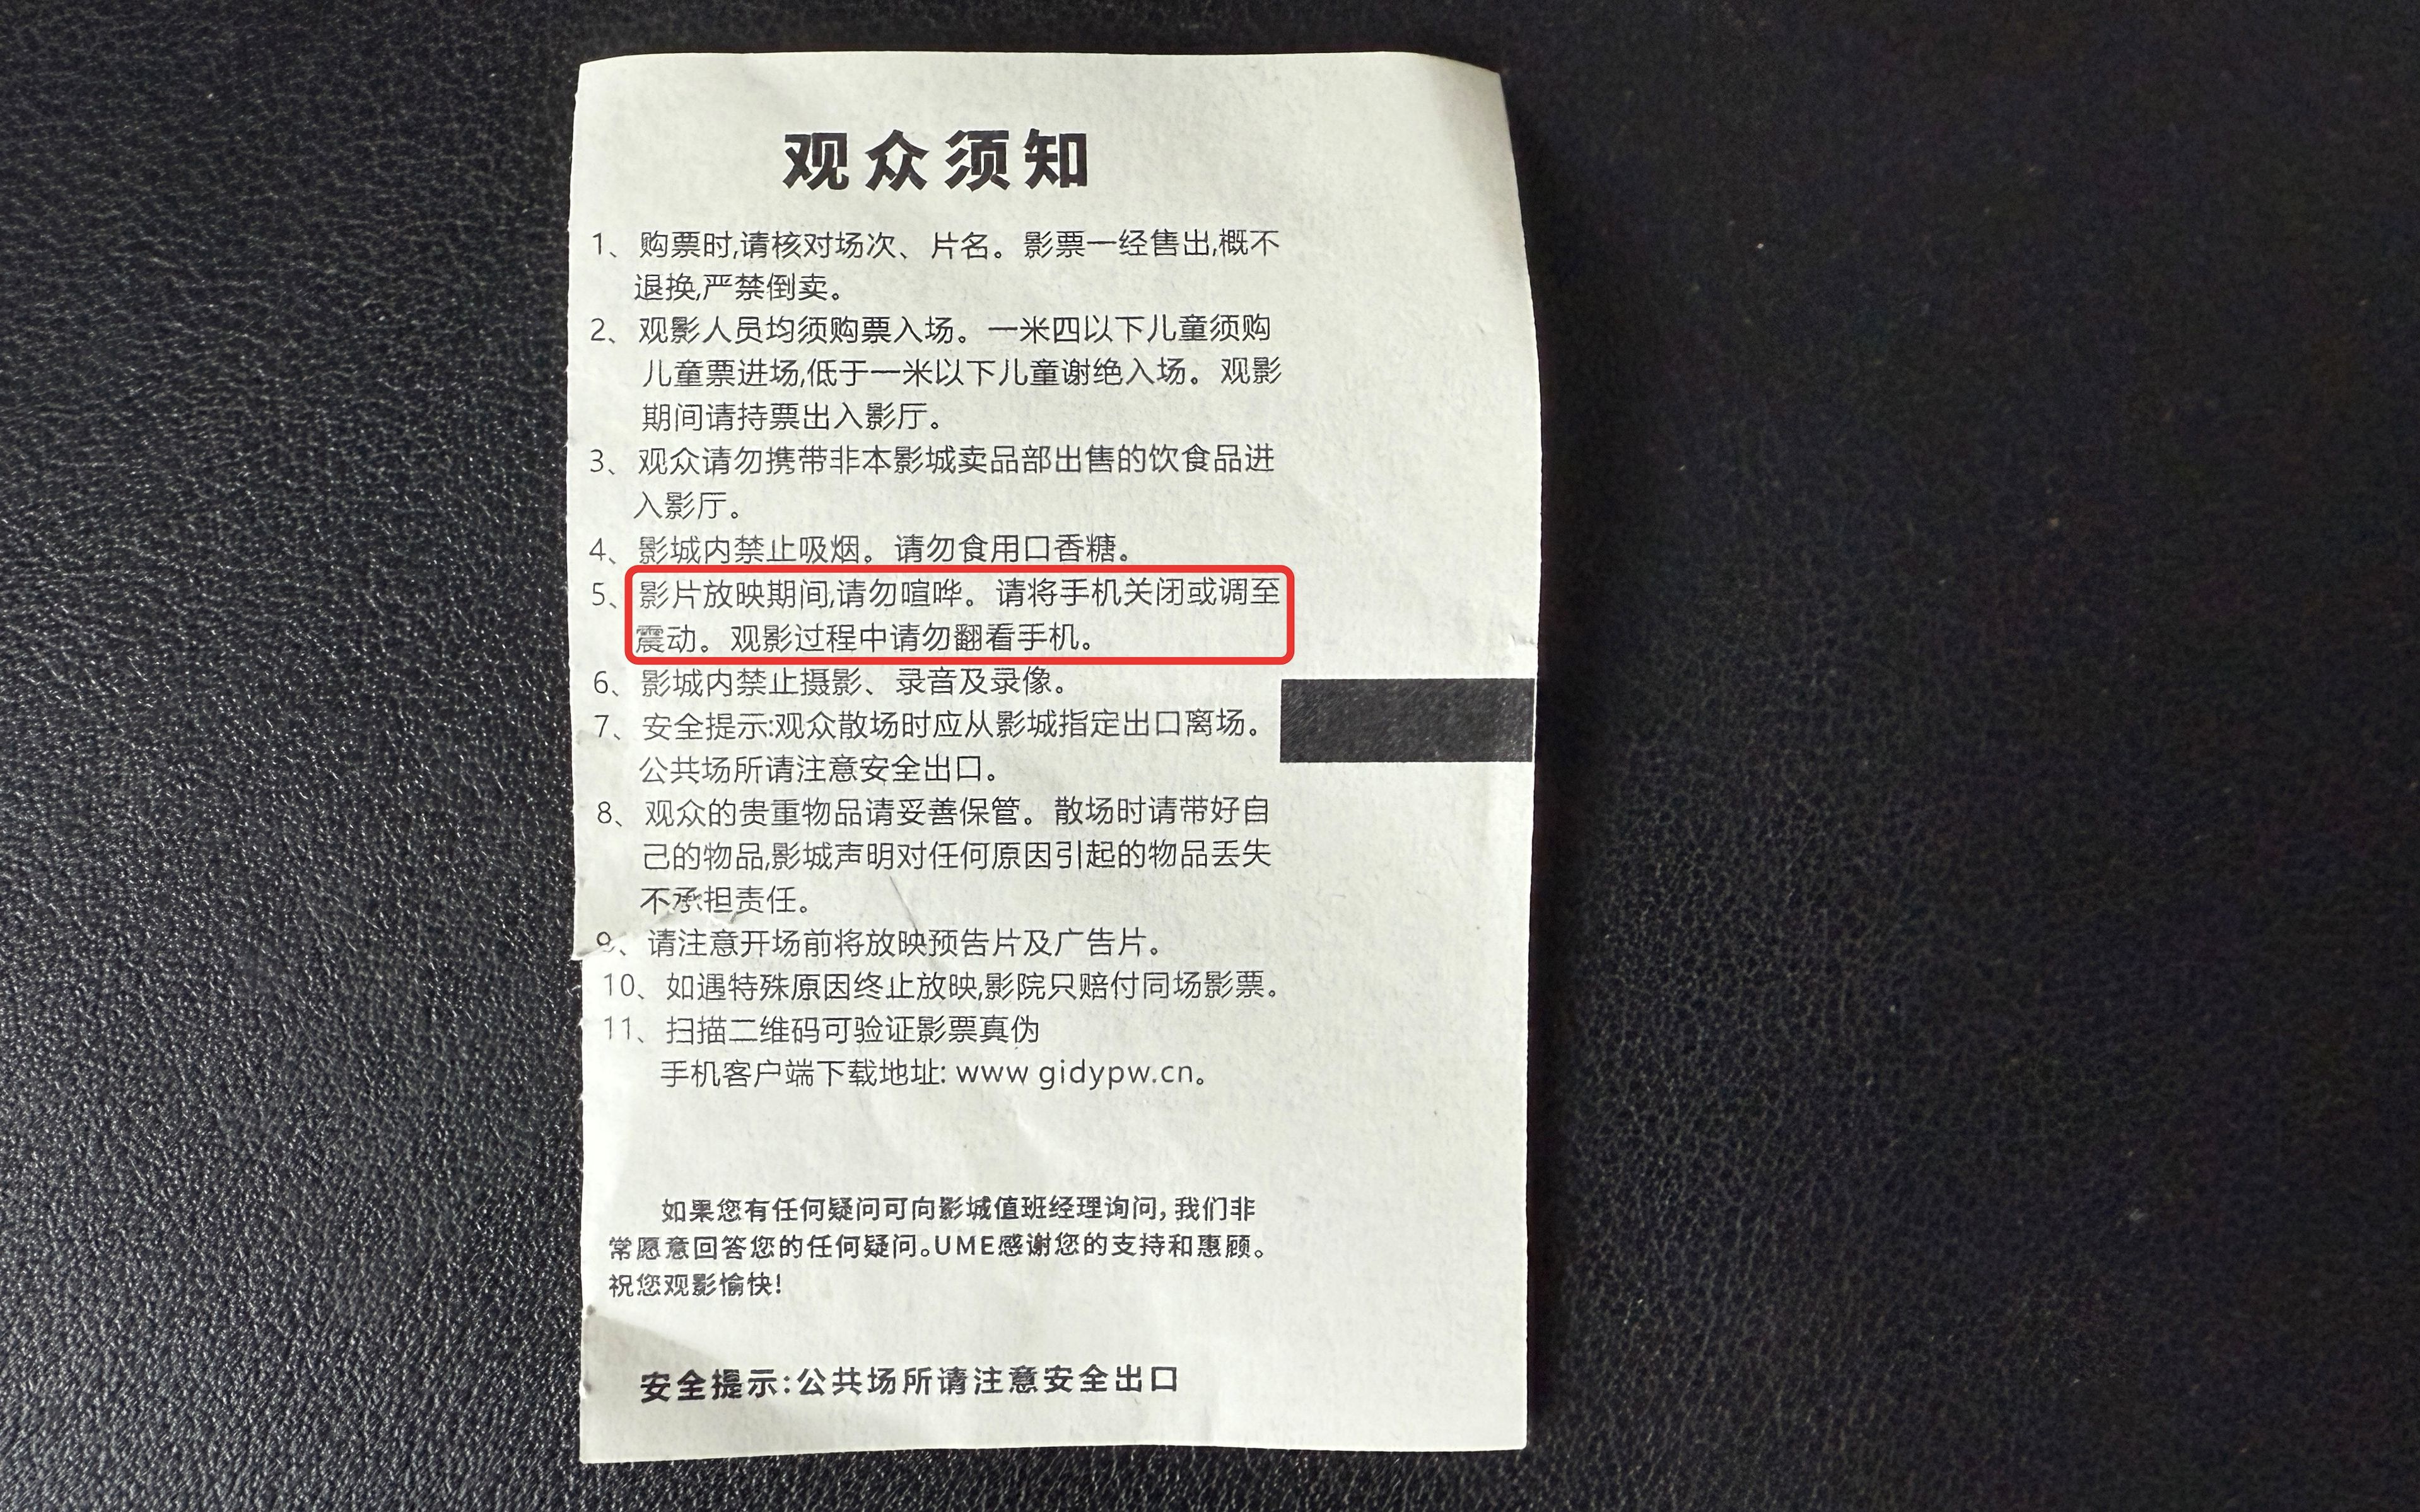 观众须知
1、购票时,请核对场次、片名。影票一经售出,概不
退换,严禁倒卖。
2、观影人员均须购票入场。一米四以下儿童须购
儿童票进场,低于一米以下儿童谢绝入场。观影
期间请持票出入影厅。
3、观众请勿携带非本影城卖品部出售的饮食品进
入影厅。
4、影城内禁止吸烟。请勿食用口香糖。
5、影片放映期间,请勿喧哗。请将手机关闭或调至
震动。观影过程中请勿翻看手机。
6、影城内禁止摄影、录音及录像。
7、安全提示:观众散场时应从影城指定出口离场。
公共场所请注意安全出口。
8、观众的贵重物品请妥善保管。散场时请带好自
己的物品,影城声明对任何原因引起的物品丢失
不承担责任。
9、请注意开场前将放映预告片及广告片。
10、如遇特殊原因终止放映,影院只赔付同场影票。
11、扫描二维码可验证影票真伪
手机客户端下载地址: www gidypw.cn。
如果您有任何疑问可向影城值班经理询问,我们非
常愿意回答您的任何疑问。UME感谢您的支持和惠顾。
祝您观影愉快!
安全提示:公共场所请注意安全出口